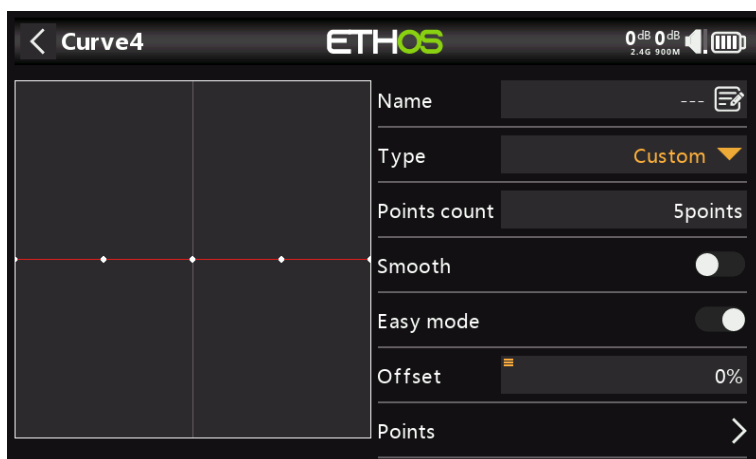 Curve4
ETHOS
0dB 0dB
2.4G 900M
Name ---
Type Custom
Points count 5points
Smooth
Easy mode
Offset 0%
Points